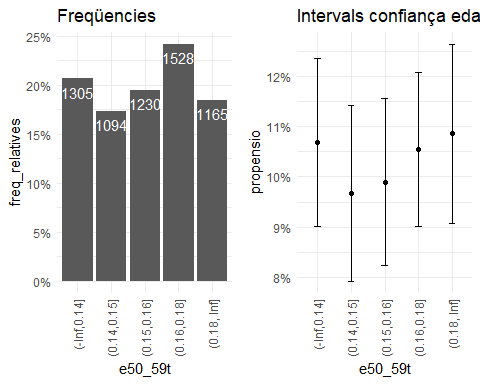 Freqüencies
25%
20%
15%
10%
5%
0%
freq_relatives
1305
1094
1230
1528
1165
(-Inf,0.14]
(0.14,0.15]
(0.15,0.16]
(0.16,0.18]
(0.18, Inf]
e50_59t
Intervals confiança eda
12%
11%
10%
9%
8%
propensio
(-Inf,0.14]
(0.14,0.15]
(0.15,0.16]
(0.16,0.18]
(0.18, Inf]
e50_59t